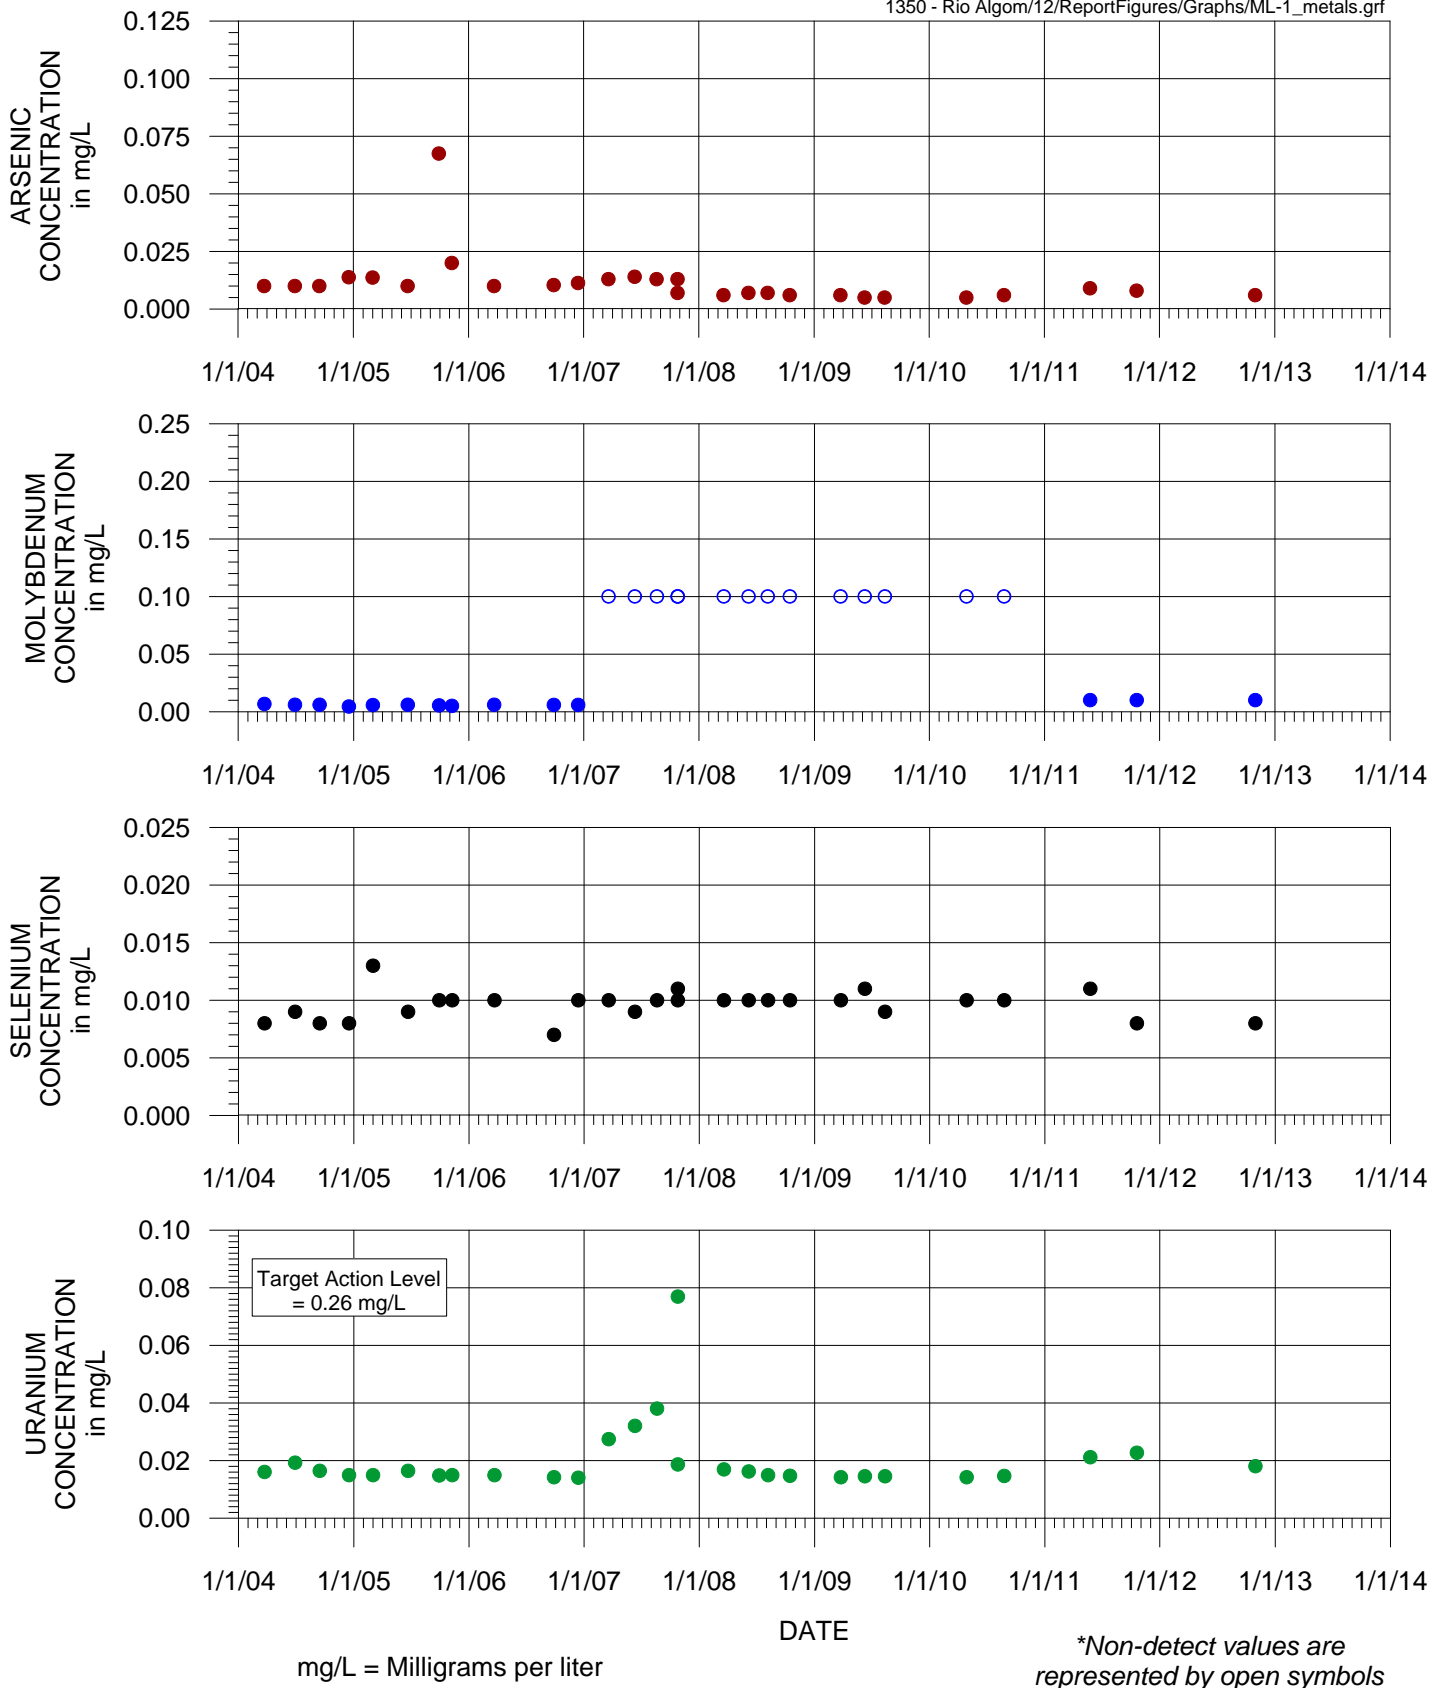 1350 - Rio Algom/12/ReportFigures/Graphs/ML-1_metals.grf
ARSENIC
CONCENTRATION
in mg/L
0.125
0.100
0.075
0.050
0.025
0.000
1/1/04 1/1/05 1/1/06 1/1/07 1/1/08 1/1/09 1/1/10 1/1/11 1/1/12 1/1/13 1/1/14
MOLYBDENUM
CONCENTRATION
in mg/L
0.25
0.20
0.15
0.10
0.05
0.00
1/1/04 1/1/05 1/1/06 1/1/07 1/1/08 1/1/09 1/1/10 1/1/11 1/1/12 1/1/13 1/1/14
SELENIUM
CONCENTRATION
in mg/L
0.025
0.020
0.015
0.010
0.005
0.000
1/1/04 1/1/05 1/1/06 1/1/07 1/1/08 1/1/09 1/1/10 1/1/11 1/1/12 1/1/13 1/1/14
URANIUM
CONCENTRATION
in mg/L
0.10
0.08
0.06
0.04
0.02
0.00
Target Action Level
= 0.26 mg/L
1/1/04 1/1/05 1/1/06 1/1/07 1/1/08 1/1/09 1/1/10 1/1/11 1/1/12 1/1/13 1/1/14
DATE
mg/L = Milligrams per liter
*Non-detect values are
represented by open symbols